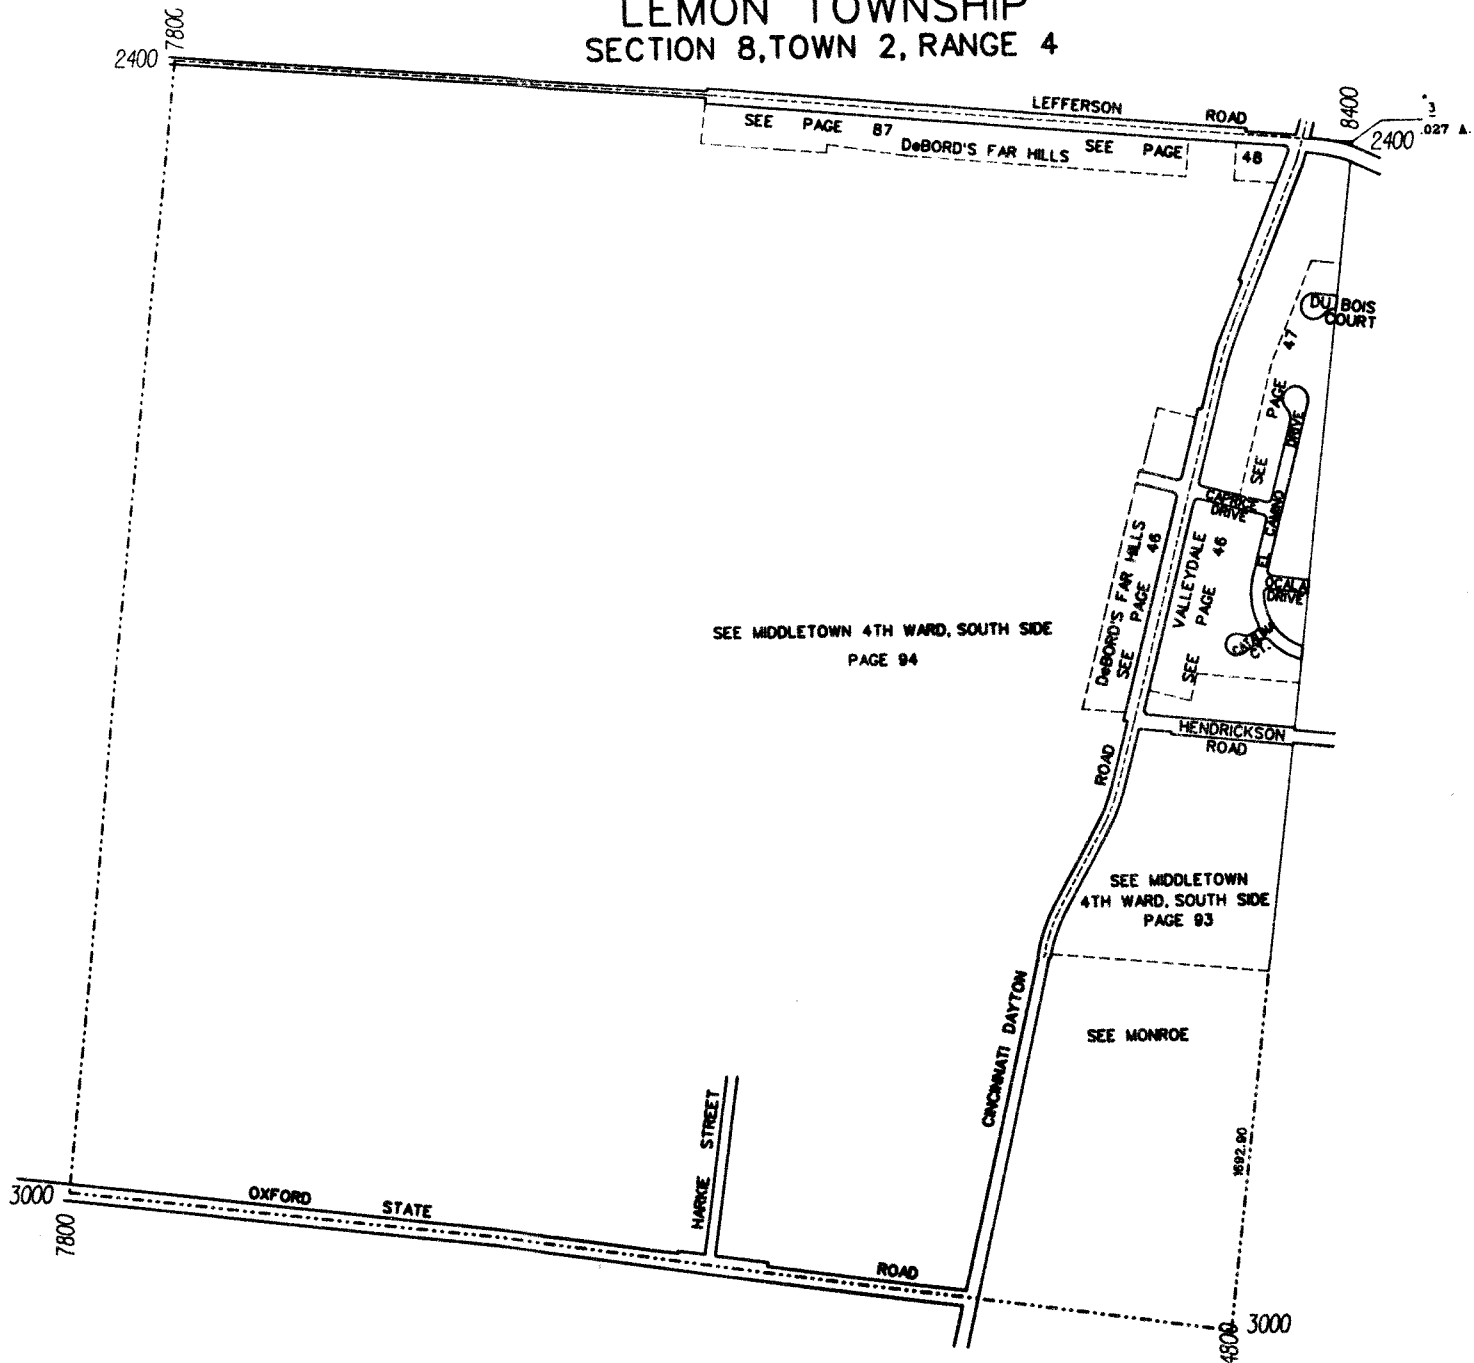 LEMON TOWNSHIP
SECTION 8, TOWN 2, RANGE 4
7800
2400
LEFFERSON ROAD
8400
3
.027 A.
2400
SEE PAGE 87
DeBORD'S FAR HILLS SEE PAGE 48
DU BOIS
COURT
SEE PAGE 47
EL CAMINO DRIVE
DRIVE
DeBORD'S FAR HILLS
SEE PAGE 46
VALLEYDALE
SEE PAGE 46
OCALA
DRIVE
CATALINA
CT.
SEE MIDDLETOWN 4TH WARD, SOUTH SIDE
PAGE 94
HENDRICKSON
ROAD
CINCINNATI DAYTON ROAD
SEE MIDDLETOWN
4TH WARD, SOUTH SIDE
PAGE 93
SEE MONROE
1692.90
HARKIE STREET
3000
7800
OXFORD STATE ROAD
3000
4800